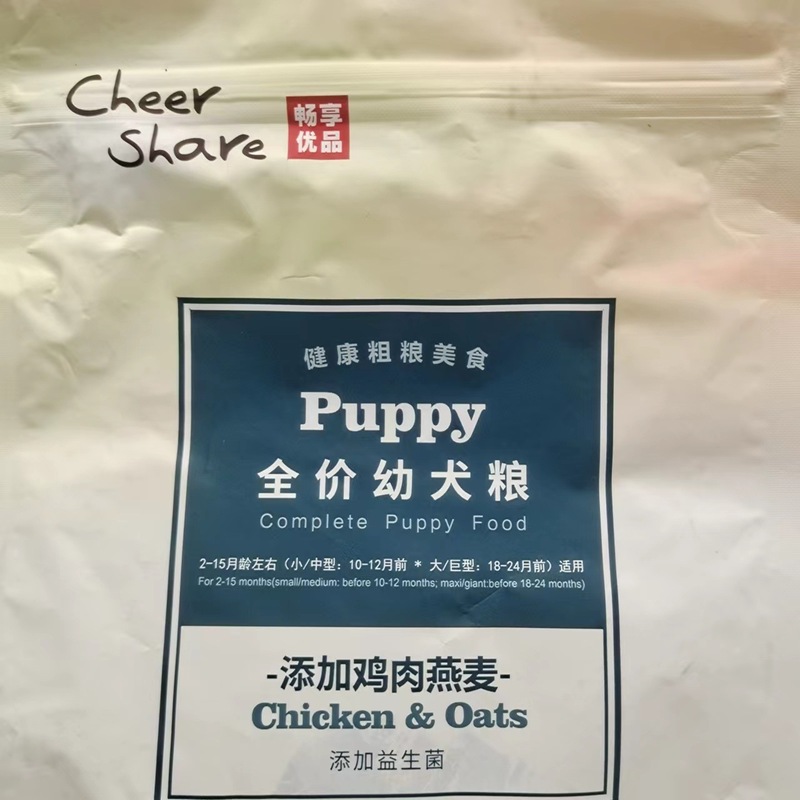 Cheer
Share
畅享
优品
健康粗粮美食
Puppy
全价幼犬粮
Complete Puppy Food
2-15月龄左右（小/中型：10-12月前 * 大/巨型：18-24月前）适用
For 2-15 months(small/medium: before 10-12 months; maxi/giant:before 18-24 months)
-添加鸡肉燕麦-
Chicken & Oats
添加益生菌